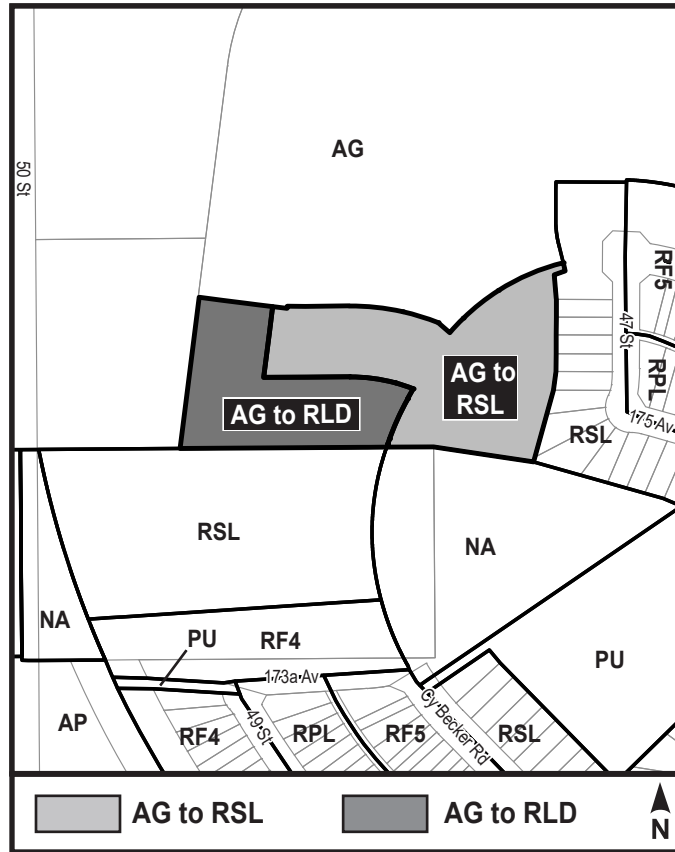 AG
50 St
RF5
47 St
RPL
AG to
RSL
AG to RLD
175 Av
RSL
RSL
NA
NA
PU
RF4
PU
173a Av
AP
RF4
49 St
RPL
RF5
Cy Becker Rd
RSL
AG to RSL
AG to RLD
N